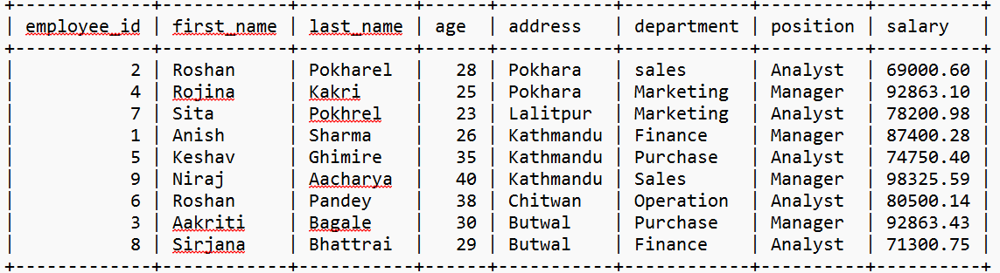 +-------------+------------+-----------+------+-----------+------------+----------+----------+
| employee_id | first_name | last_name | age  | address   | department | position | salary   |
+-------------+------------+-----------+------+-----------+------------+----------+----------+
|           2 | Roshan     | Pokharel  |   28 | Pokhara   | sales      | Analyst  | 69000.60 |
|           4 | Rojina     | Kakri     |   25 | Pokhara   | Marketing  | Manager  | 92863.10 |
|           7 | Sita       | Pokhrel   |   23 | Lalitpur  | Marketing  | Analyst  | 78200.98 |
|           1 | Anish      | Sharma    |   26 | Kathmandu | Finance    | Manager  | 87400.28 |
|           5 | Keshav     | Ghimire   |   35 | Kathmandu | Purchase   | Analyst  | 74750.40 |
|           9 | Niraj      | Aacharya  |   40 | Kathmandu | Sales      | Manager  | 98325.59 |
|           6 | Roshan     | Pandey    |   38 | Chitwan   | Operation  | Analyst  | 80500.14 |
|           3 | Aakriti    | Bagale    |   30 | Butwal    | Purchase   | Manager  | 92863.43 |
|           8 | Sirjana    | Bhattrai  |   29 | Butwal    | Finance    | Analyst  | 71300.75 |
+-------------+------------+-----------+------+-----------+------------+----------+----------+